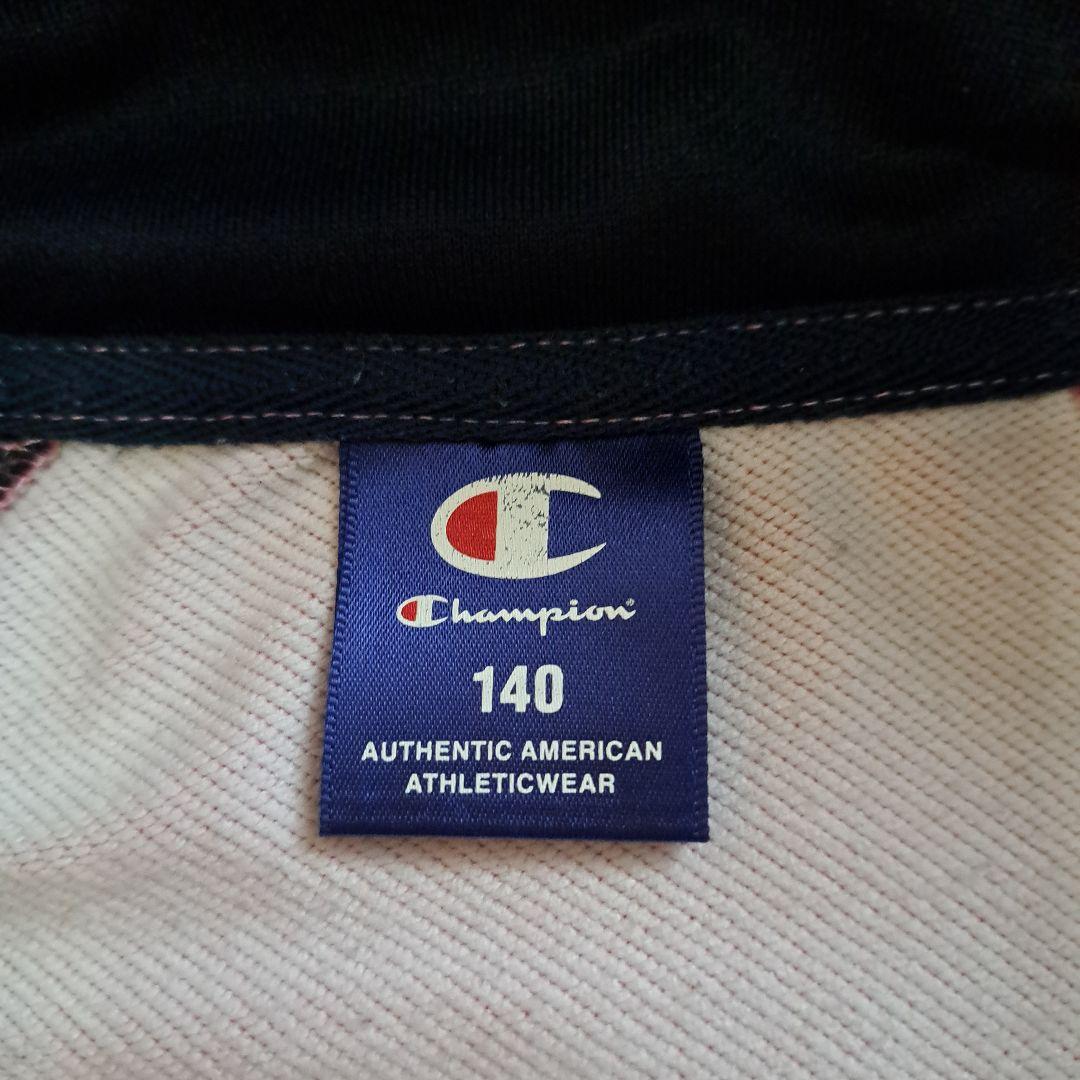 Champion®
140
AUTHENTIC AMERICAN
ATHLETICWEAR